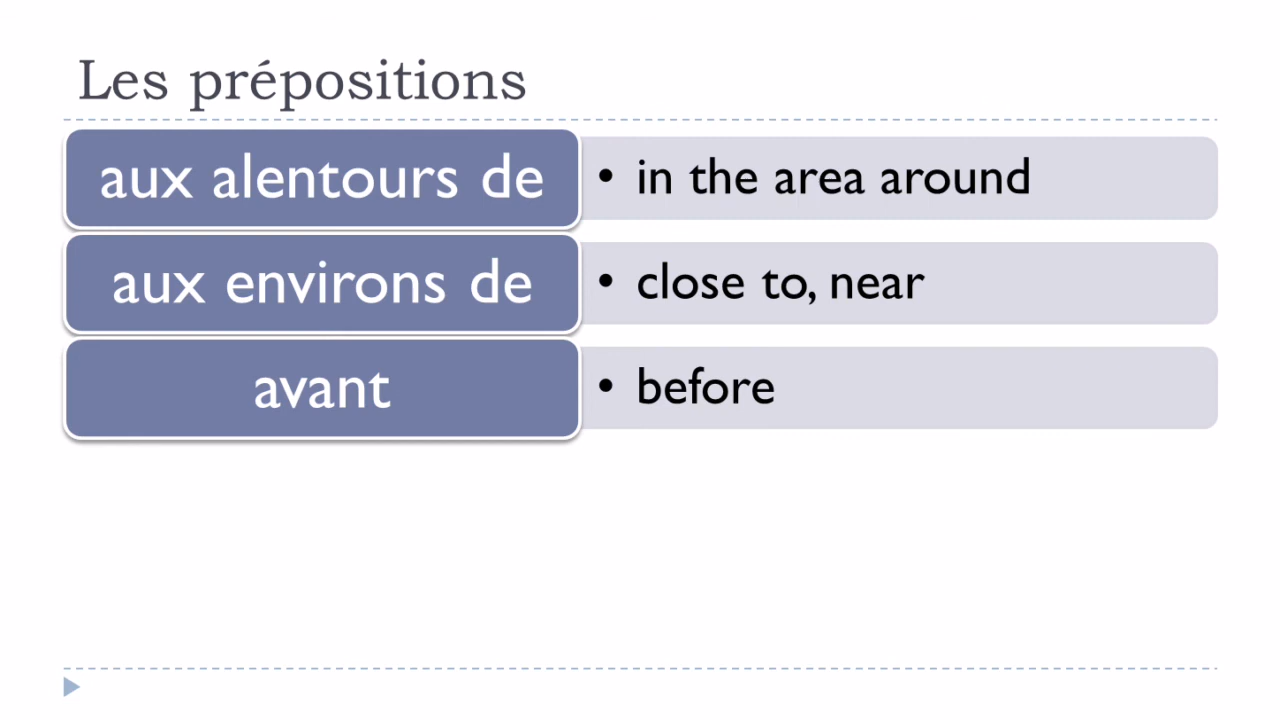 Les prépositions
aux alentours de
• in the area around
aux environs de
• close to, near
avant
• before